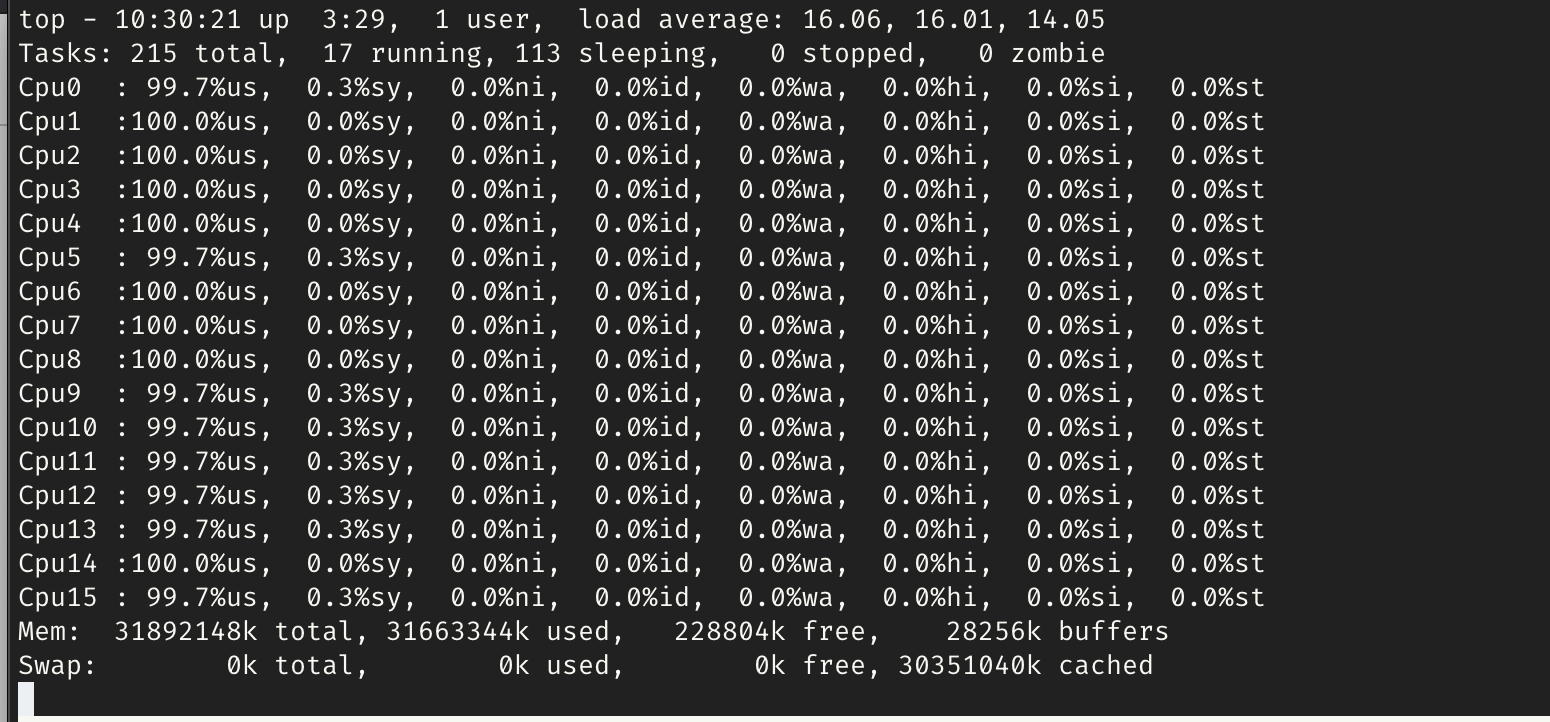 top - 10:30:21 up  3:29,  1 user,  load average: 16.06, 16.01, 14.05
Tasks: 215 total,  17 running, 113 sleeping,   0 stopped,   0 zombie
Cpu0  : 99.7%us,  0.3%sy,  0.0%ni,  0.0%id,  0.0%wa,  0.0%hi,  0.0%si,  0.0%st
Cpu1  :100.0%us,  0.0%sy,  0.0%ni,  0.0%id,  0.0%wa,  0.0%hi,  0.0%si,  0.0%st
Cpu2  :100.0%us,  0.0%sy,  0.0%ni,  0.0%id,  0.0%wa,  0.0%hi,  0.0%si,  0.0%st
Cpu3  :100.0%us,  0.0%sy,  0.0%ni,  0.0%id,  0.0%wa,  0.0%hi,  0.0%si,  0.0%st
Cpu4  :100.0%us,  0.0%sy,  0.0%ni,  0.0%id,  0.0%wa,  0.0%hi,  0.0%si,  0.0%st
Cpu5  : 99.7%us,  0.3%sy,  0.0%ni,  0.0%id,  0.0%wa,  0.0%hi,  0.0%si,  0.0%st
Cpu6  :100.0%us,  0.0%sy,  0.0%ni,  0.0%id,  0.0%wa,  0.0%hi,  0.0%si,  0.0%st
Cpu7  :100.0%us,  0.0%sy,  0.0%ni,  0.0%id,  0.0%wa,  0.0%hi,  0.0%si,  0.0%st
Cpu8  :100.0%us,  0.0%sy,  0.0%ni,  0.0%id,  0.0%wa,  0.0%hi,  0.0%si,  0.0%st
Cpu9  : 99.7%us,  0.3%sy,  0.0%ni,  0.0%id,  0.0%wa,  0.0%hi,  0.0%si,  0.0%st
Cpu10 : 99.7%us,  0.3%sy,  0.0%ni,  0.0%id,  0.0%wa,  0.0%hi,  0.0%si,  0.0%st
Cpu11 : 99.7%us,  0.3%sy,  0.0%ni,  0.0%id,  0.0%wa,  0.0%hi,  0.0%si,  0.0%st
Cpu12 : 99.7%us,  0.3%sy,  0.0%ni,  0.0%id,  0.0%wa,  0.0%hi,  0.0%si,  0.0%st
Cpu13 : 99.7%us,  0.3%sy,  0.0%ni,  0.0%id,  0.0%wa,  0.0%hi,  0.0%si,  0.0%st
Cpu14 :100.0%us,  0.0%sy,  0.0%ni,  0.0%id,  0.0%wa,  0.0%hi,  0.0%si,  0.0%st
Cpu15 : 99.7%us,  0.3%sy,  0.0%ni,  0.0%id,  0.0%wa,  0.0%hi,  0.0%si,  0.0%st
Mem:  31892148k total, 31663344k used,   228804k free,    28256k buffers
Swap:        0k total,        0k used,        0k free, 30351040k cached